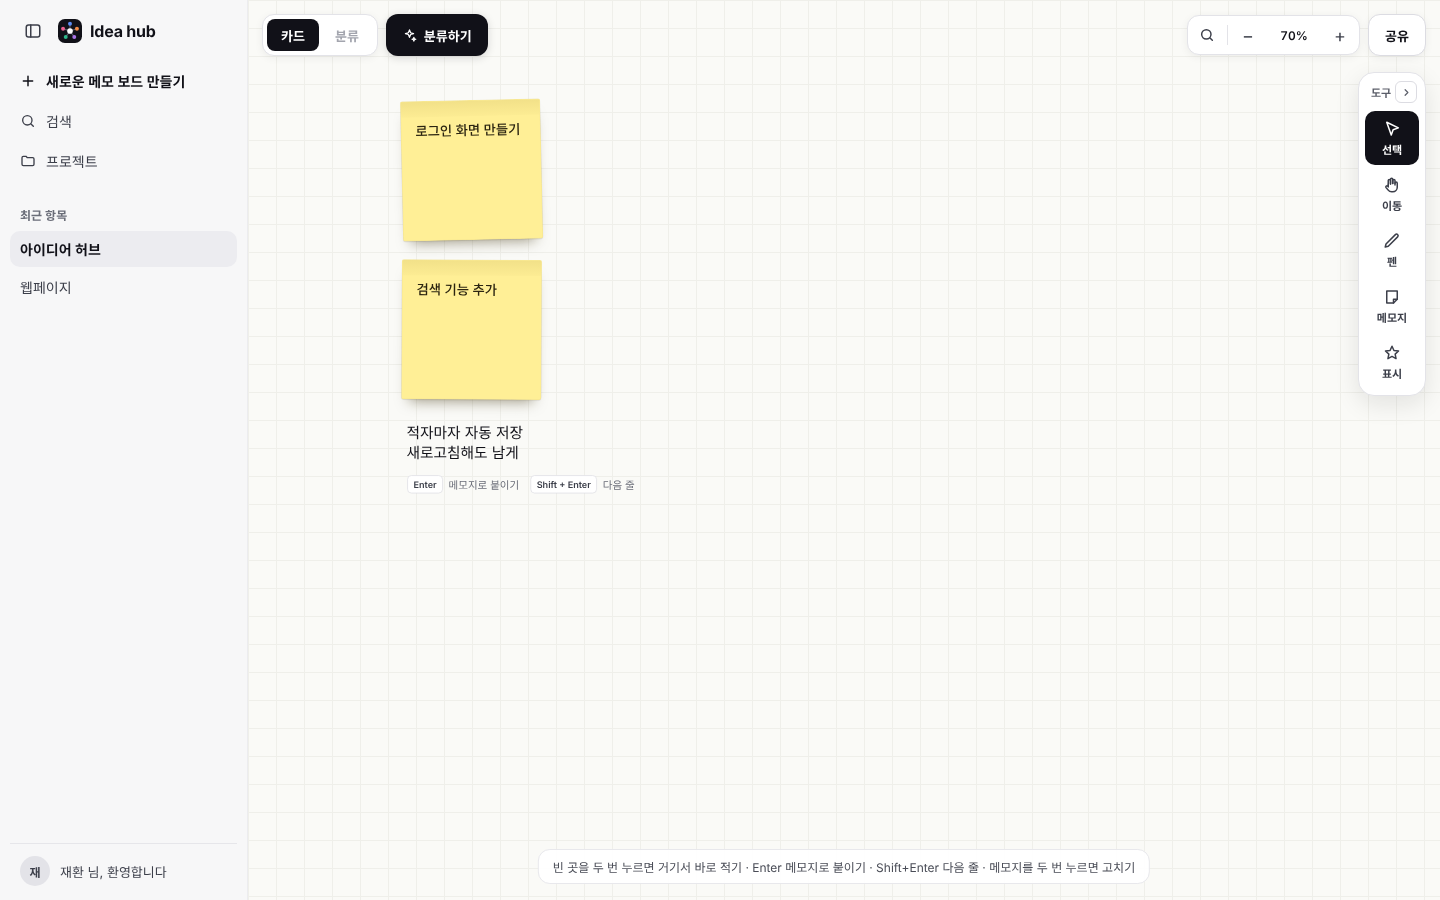 Idea hub
새로운 메모 보드 만들기
검색
프로젝트
최근 항목
아이디어 허브
웹페이지
재
재환 님, 환영합니다
카드
분류
분류하기
70%
공유
도구
선택
이동
펜
메모지
표시
로그인 화면 만들기
검색 기능 추가
적자마자 자동 저장
새로고침해도 남게
Enter 메모지로 붙이기 Shift + Enter 다음 줄
빈 곳을 두 번 누르면 거기서 바로 적기 · Enter 메모지로 붙이기 · Shift+Enter 다음 줄 · 메모지를 두 번 누르면 고치기